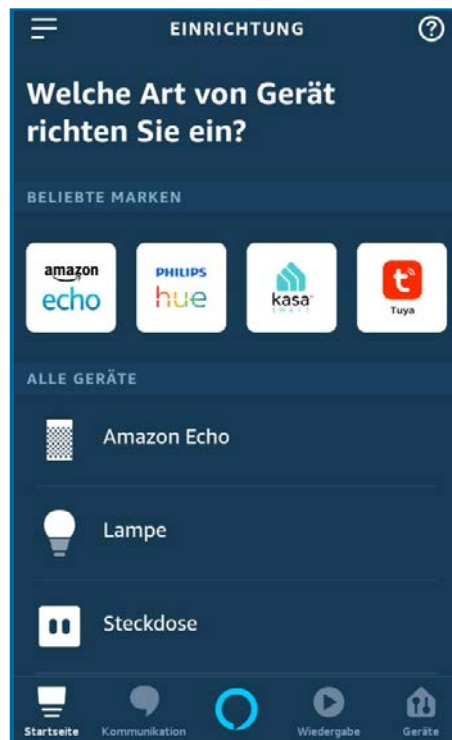 EINRICHTUNG
?
Welche Art von Gerät
richten Sie ein?
BELIEBTE MARKEN
amazon
echo
PHILIPS
hue
kasa
smart
t
Tuya
ALLE GERÄTE
Amazon Echo
Lampe
Steckdose
Startseite Kommunikation Wiedergabe Geräte